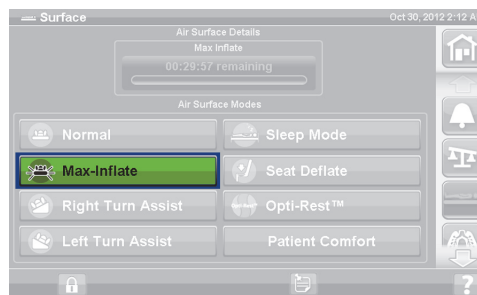 Surface
Oct 30, 2012 2:12 A
Air Surface Details
Max Inflate
00:29:57 remaining
Air Surface Modes
Normal
Sleep Mode
Max-Inflate
Seat Deflate
Right Turn Assist
Opti-Rest™
Left Turn Assist
Patient Comfort
?